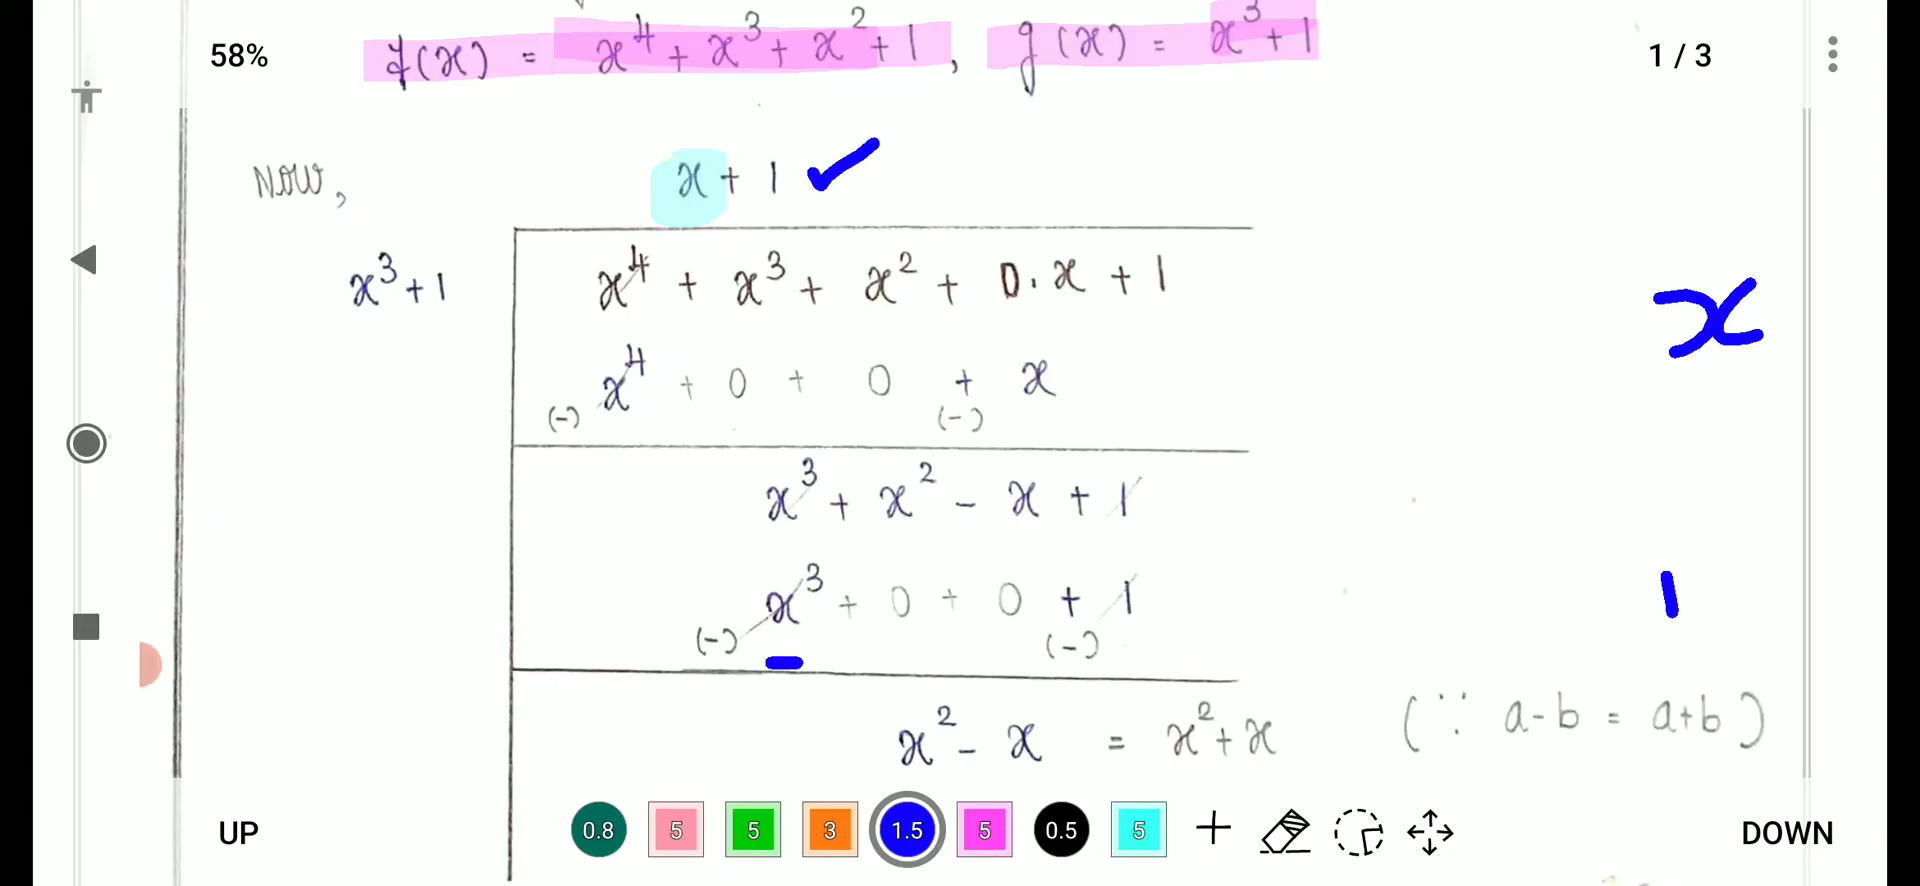 58%
f(x) = x⁴ + x³ + x² + 1, g(x) = x³ + 1
1 / 3
Now,
x + 1 ✓
x³ + 1
x⁴ + x³ + x² + 0.x + 1
x
x⁴ + 0 + 0 + x
(-) (-)
x³ + x² - x + 1
x³ + 0 + 0 + 1
1
(-) (-)
x² - x = x² + x (∵ a-b = a+b)
UP
0.8 5 5 3 1.5 5 0.5 5
DOWN